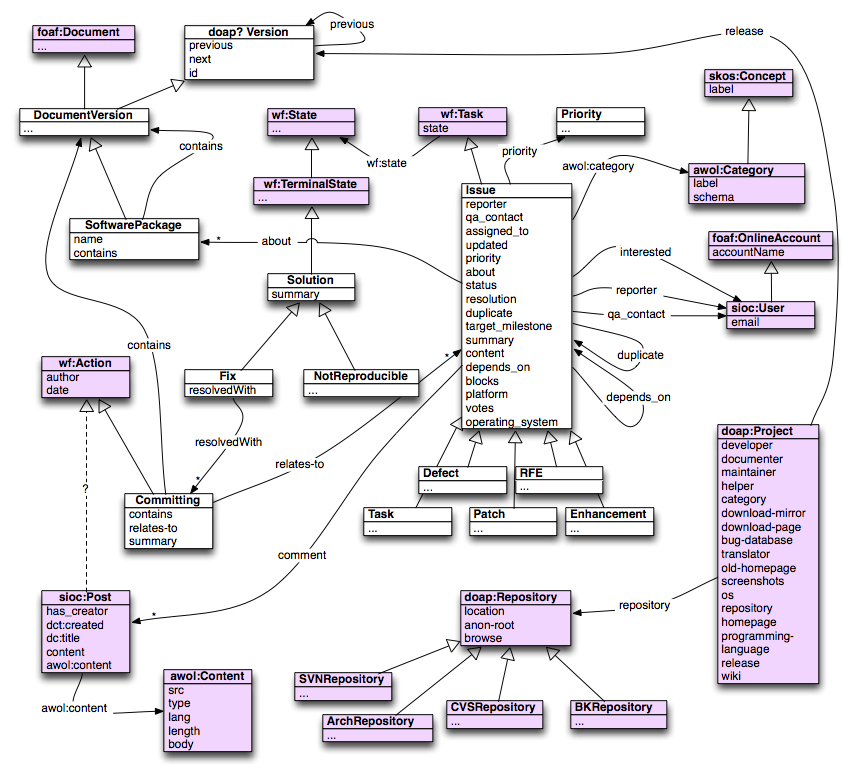 foaf:Document
...
doap? Version
previous
next
id
previous
release
skos:Concept
label
DocumentVersion
...
contains
wf:State
...
wf:Task
state
wf:state
Priority
...
priority
awol:category
awol:Category
label
schema
wf:TerminalState
...
SoftwarePackage
name
contains
* about
Issue
reporter
qa_contact
assigned_to
updated
priority
about
status
resolution
duplicate
target_milestone
summary
content
depends_on
blocks
platform
votes
operating_system
foaf:OnlineAccount
accountName
interested
reporter
qa_contact
sioc:User
email
duplicate
depends_on
Solution
summary
contains
wf:Action
author
date
Fix
resolvedWith
NotReproducible
...
*
resolvedWith
*
relates-to
?
Committing
contains
relates-to
summary
Defect
...
RFE
...
Task
...
Patch
...
Enhancement
...
doap:Project
developer
documenter
maintainer
helper
category
download-mirror
download-page
bug-database
translator
old-homepage
screenshots
os
repository
homepage
programming-
language
release
wiki
comment
*
sioc:Post
has_creator
dct:created
dc:title
content
awol:content
awol:content
awol:Content
src
type
lang
length
body
doap:Repository
location
anon-root
browse
repository
SVNRepository
...
ArchRepository
...
CVSRepository
...
BKRepository
...